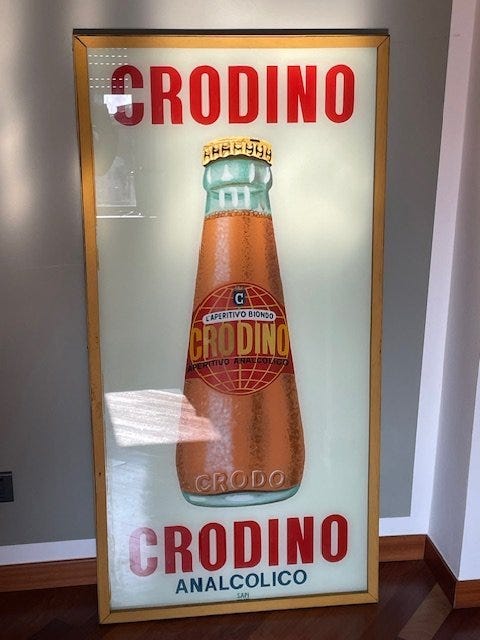 CRODINO
C
L'APERITIVO BIONDO
CRODINO
APERITIVO ANALCOLICO
CRODO
CRODINO
ANALCOLICO